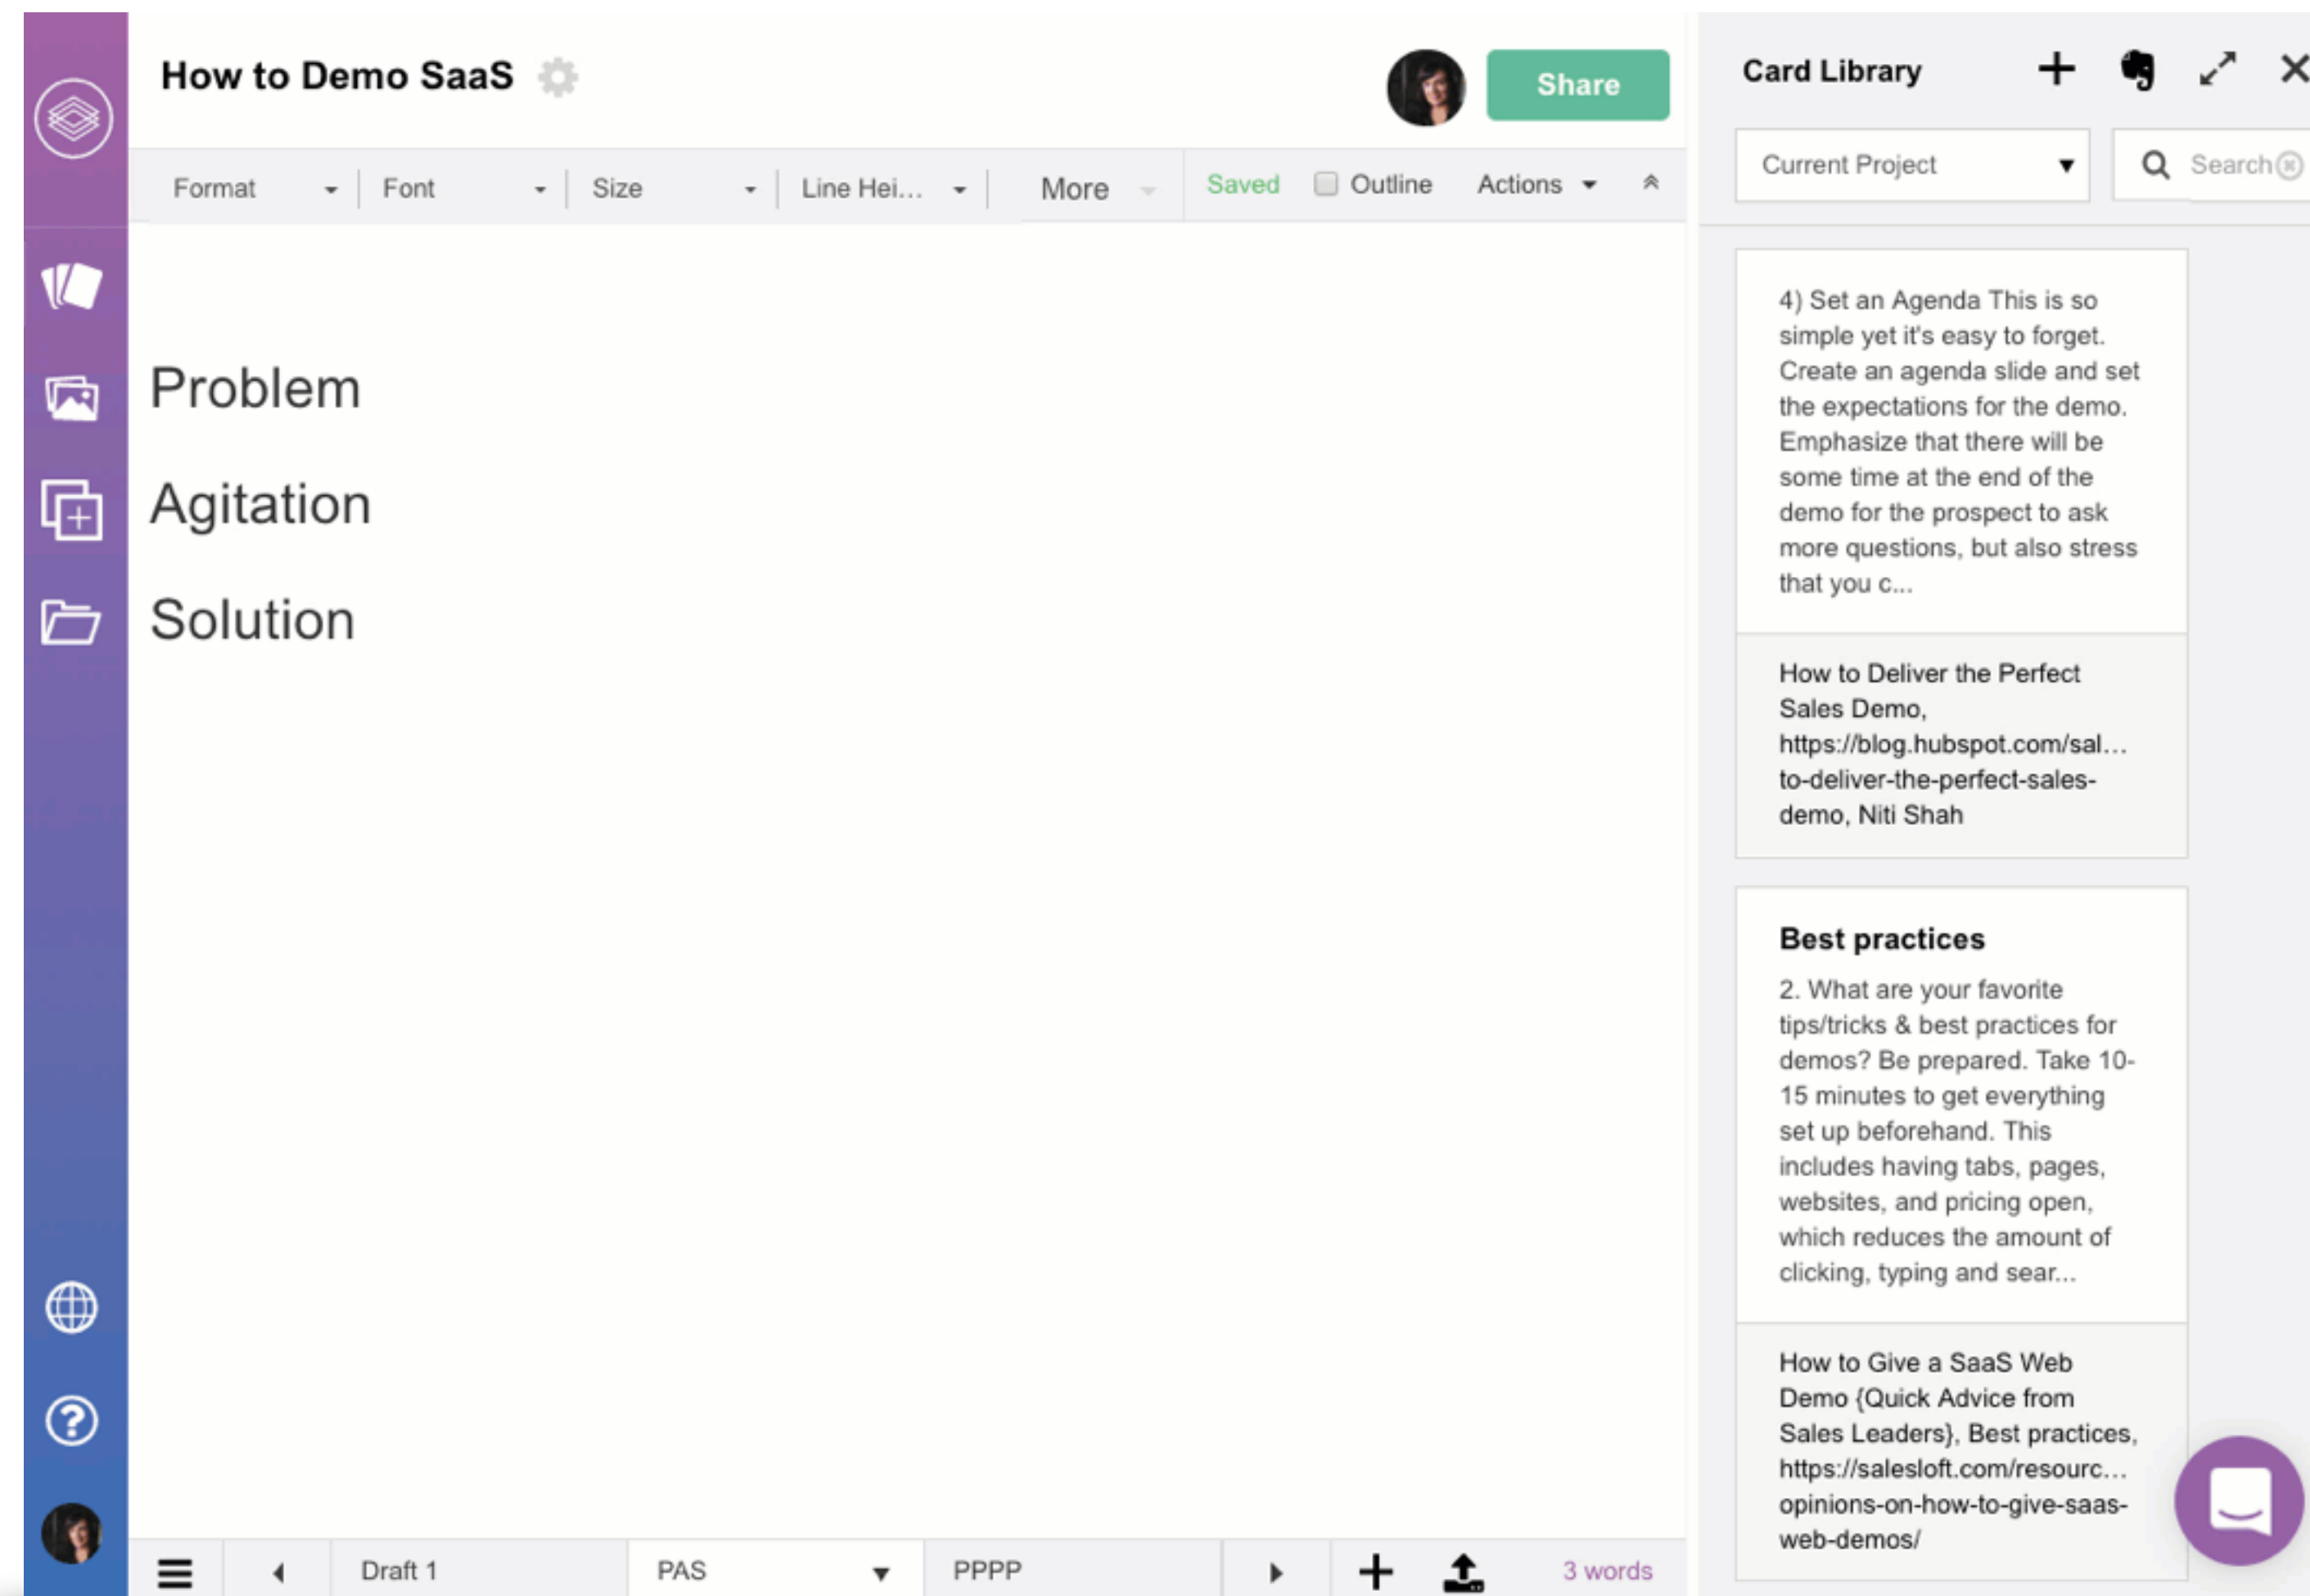 How to Demo SaaS
Share
Format
Font
Size
Line Hei...
More
Saved
Outline
Actions
Problem
Agitation
Solution
Draft 1
PAS
PPPP
3 words
Card Library
Current Project
Search
4) Set an Agenda This is so
simple yet it's easy to forget.
Create an agenda slide and set
the expectations for the demo.
Emphasize that there will be
some time at the end of the
demo for the prospect to ask
more questions, but also stress
that you c...
How to Deliver the Perfect
Sales Demo,
https://blog.hubspot.com/sal...
to-deliver-the-perfect-sales-
demo, Niti Shah
Best practices
2. What are your favorite
tips/tricks & best practices for
demos? Be prepared. Take 10-
15 minutes to get everything
set up beforehand. This
includes having tabs, pages,
websites, and pricing open,
which reduces the amount of
clicking, typing and sear...
How to Give a SaaS Web
Demo {Quick Advice from
Sales Leaders}, Best practices,
https://salesloft.com/resourc...
opinions-on-how-to-give-saas-
web-demos/